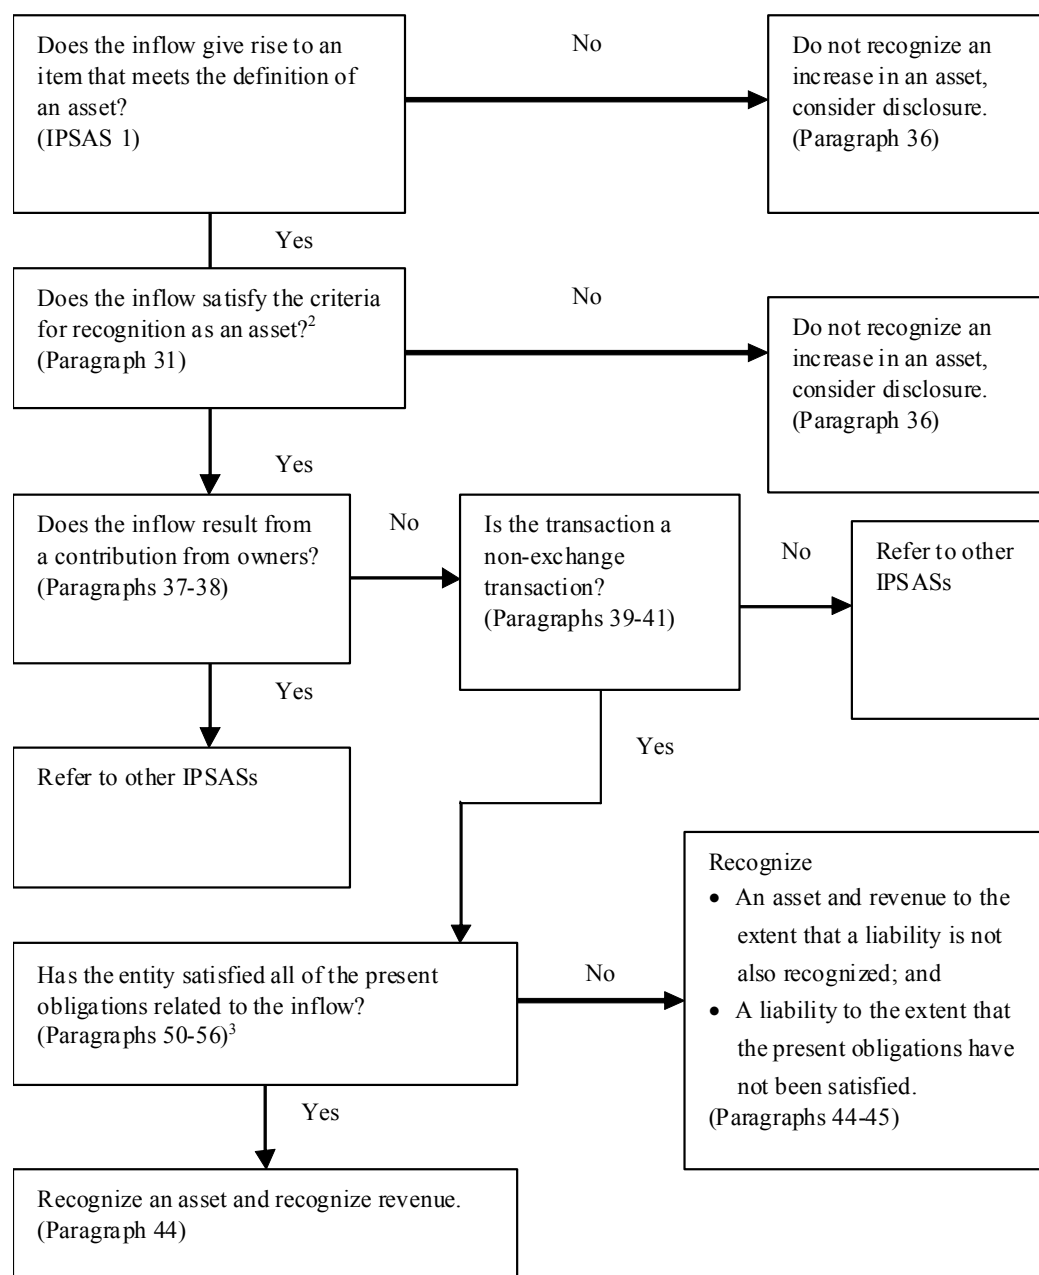 Does the inflow give rise to an
item that meets the definition of
an asset?
(IPSAS 1)
No
Do not recognize an
increase in an asset,
consider disclosure.
(Paragraph 36)
Yes
Does the inflow satisfy the criteria
for recognition as an asset?2
(Paragraph 31)
No
Do not recognize an
increase in an asset,
consider disclosure.
(Paragraph 36)
Yes
Does the inflow result from
a contribution from owners?
(Paragraphs 37-38)
No
Is the transaction a
non-exchange
transaction?
(Paragraphs 39-41)
No
Refer to other
IPSASs
Yes
Refer to other IPSASs
Yes
Has the entity satisfied all of the present
obligations related to the inflow?
(Paragraphs 50-56)3
No
Recognize
• An asset and revenue to the
extent that a liability is not
also recognized; and
• A liability to the extent that
the present obligations have
not been satisfied.
(Paragraphs 44-45)
Yes
Recognize an asset and recognize revenue.
(Paragraph 44)